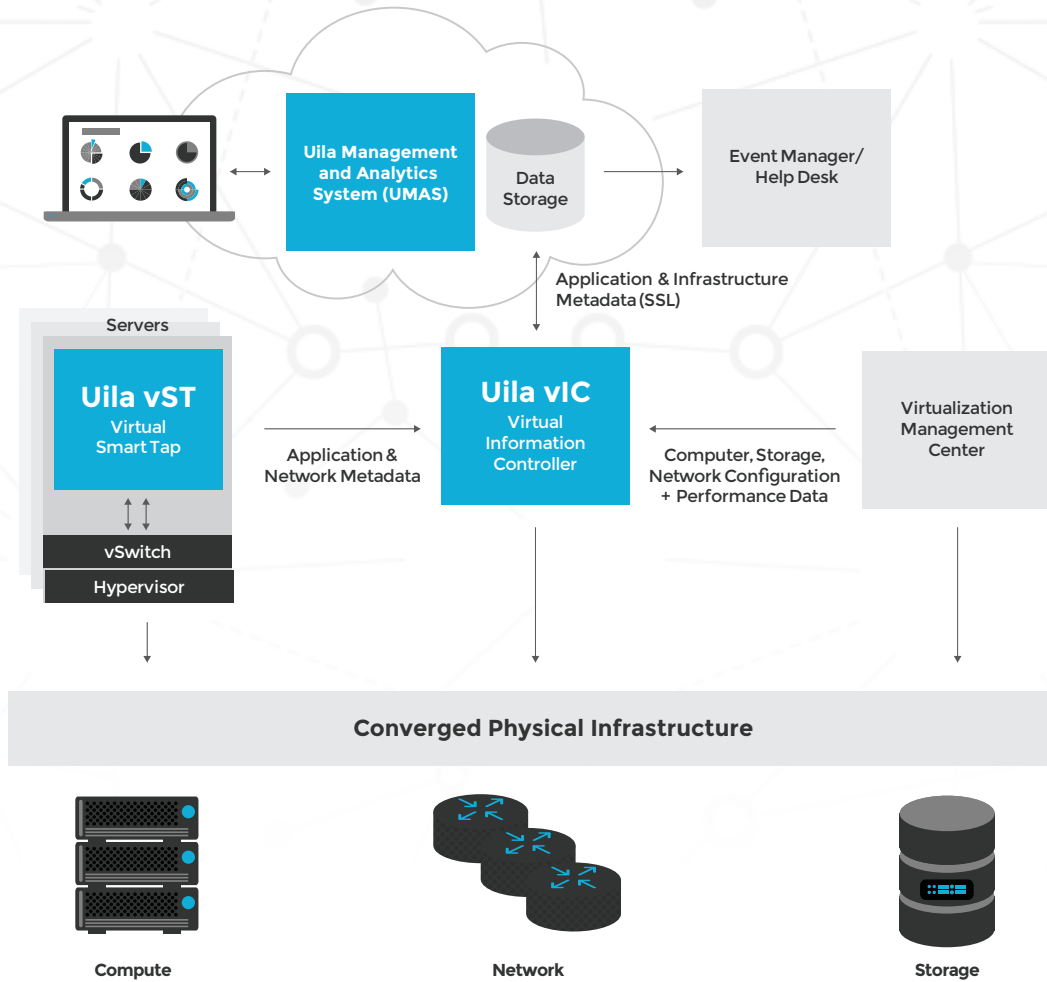 Uila Management
and Analytics
System (UMAS)
Data
Storage
Event Manager/
Help Desk
Application & Infrastructure
Metadata (SSL)
Servers
Uila vST
Virtual
Smart Tap
vSwitch
Hypervisor
Application &
Network Metadata
Uila vIC
Virtual
Information
Controller
Computer, Storage,
Network Configuration
+ Performance Data
Virtualization
Management
Center
Converged Physical Infrastructure
Compute
Network
Storage